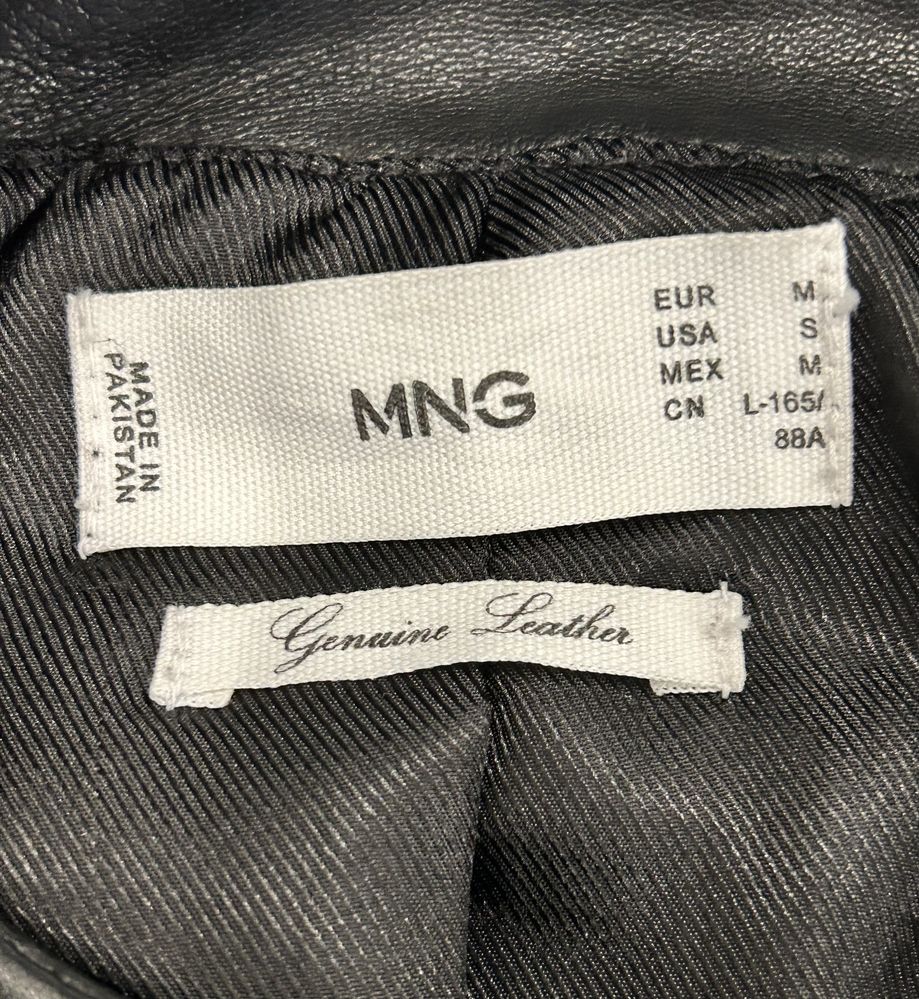 MADE IN
PAKISTAN
MNG
EUR M
USA S
MEX M
CN L-165/
88A
Genuine Leather